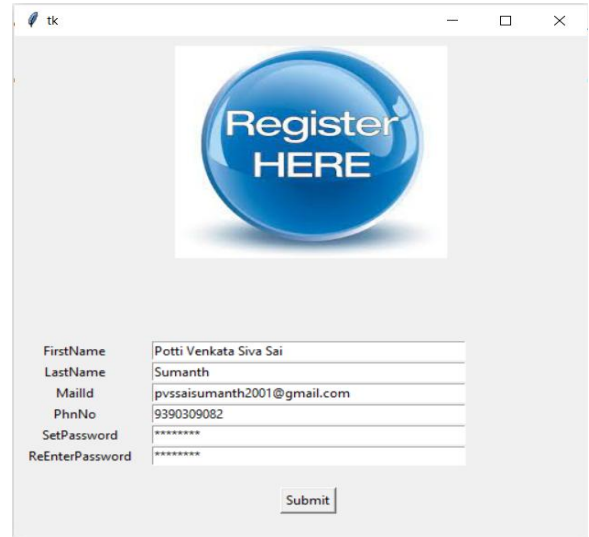 tk
Register
HERE
FirstName Potti Venkata Siva Sai
LastName Sumanth
MailId pvssaisumanth2001@gmail.com
PhnNo 9390309082
SetPassword ********
ReEnterPassword ********
Submit